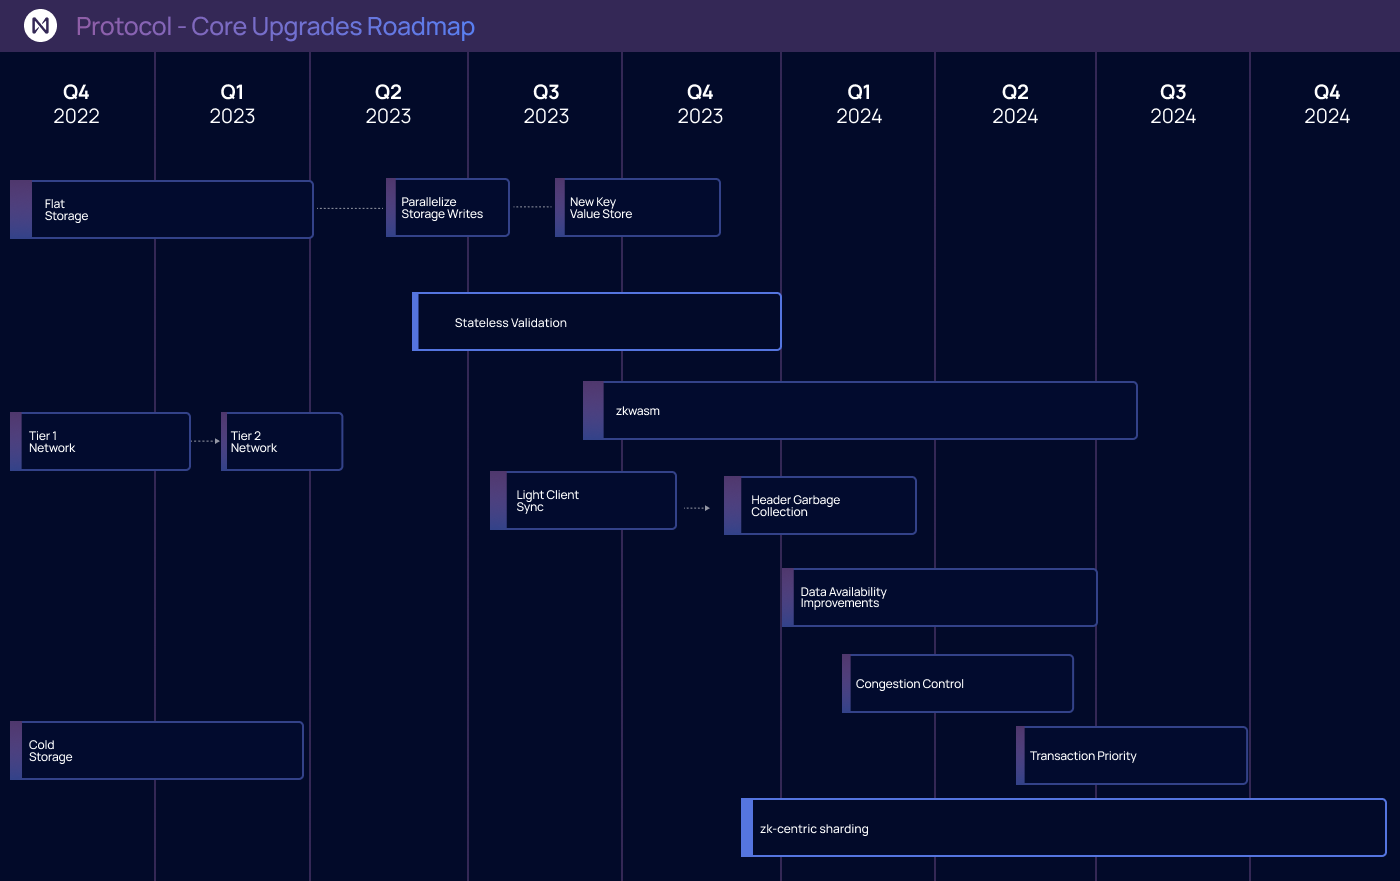 Protocol - Core Upgrades Roadmap
Q4
2022
Q1
2023
Q2
2023
Q3
2023
Q4
2023
Q1
2024
Q2
2024
Q3
2024
Q4
2024
Flat
Storage
Parallelize
Storage Writes
New Key
Value Store
Stateless Validation
zkwasm
Tier 1
Network
Tier 2
Network
Light Client
Sync
Header Garbage
Collection
Data Availability
Improvements
Congestion Control
Cold
Storage
Transaction Priority
zk-centric sharding